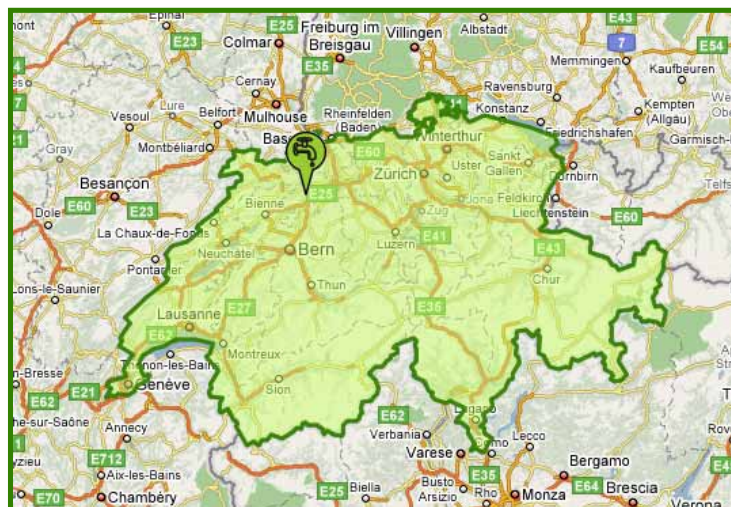 Epinal
E25
Freiburg im
Breisgau
Villingen
Albstadt
E43
E23
Colmar
E35
7
E54
Memmingen
Kaufbeuren
Cernay
Mulhouse
Ravensburg
Kempten
(Allgäu)
Vesoul
Lure
Belfort
Rheinfelden
(Baden)
Konstanz
Friedrichshafen
Garmisch-
Montbéliard
Winterthur
E60
Gray
Zürich
Uster
Sankt
Gallen
Dornbirn
Besançon
E25
Jona
Feldkirch
Telfs
E60
E23
Dole
Bienne
Zug
Liechtenstein
E60
La Chaux-de-Fonds
Luzern
E41
Neuchâtel
Bern
E43
Pontarlier
Chur
Lons-le-Saunier
Thun
E27
E35
Lausanne
E62
Thonon-les-Bains
Montreux
Sion
E21
Genève
E62
Annecy
Lugano
E62
Verbania
Como
Lecco
E712
Aix-les-Bains
Varese
Bergamo
E35
E70
Chambéry
E25
Biella
Busto
Arsizio
Rho
Monza
E64
Brescia
Verona